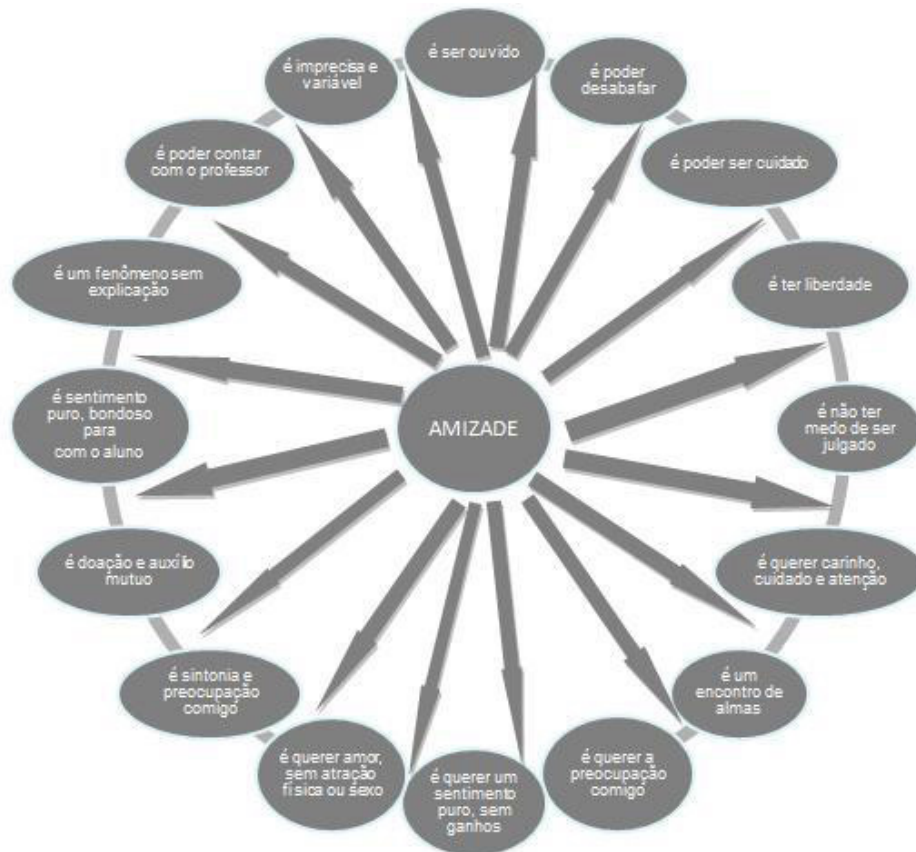 é ser ouvido
é poder
desabafar
é poder ser cuidado
é ter liberdade
é não ter
medo de ser
julgado
é querer carinho,
cuidado e atenção
é um
encontro de
almas
é querer a
preocupação
comigo
é querer um
sentimento
puro, sem
ganhos
é querer amor,
sem atração
física ou sexo
é sintonia e
preocupação
comigo
é doação e auxílio
mutuo
é sentimento
puro, bondoso
para
com o aluno
é um fenômeno sem
explicação
é poder contar
com o professor
é imprecisa e
variável
AMIZADE